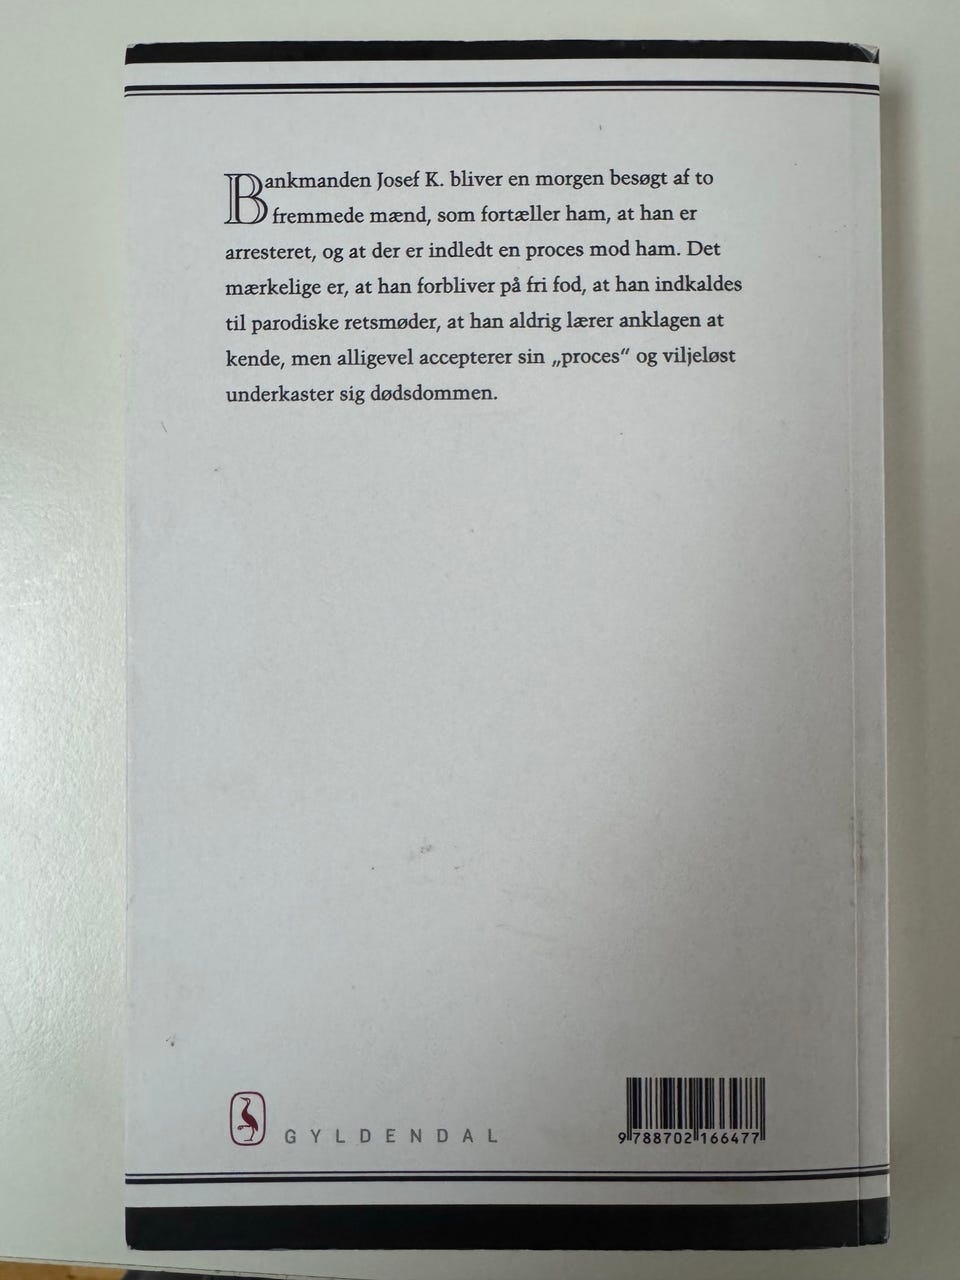 Bankmanden Josef K. bliver en morgen besøgt af to
fremmede mænd, som fortæller ham, at han er
arresteret, og at der er indledt en proces mod ham. Det
mærkelige er, at han forbliver på fri fod, at han indkaldes
til parodiske retsmøder, at han aldrig lærer anklagen at
kende, men alligevel accepterer sin „proces“ og viljeløst
underkaster sig dødsdommen.
GYLDENDAL
9 788702 166477